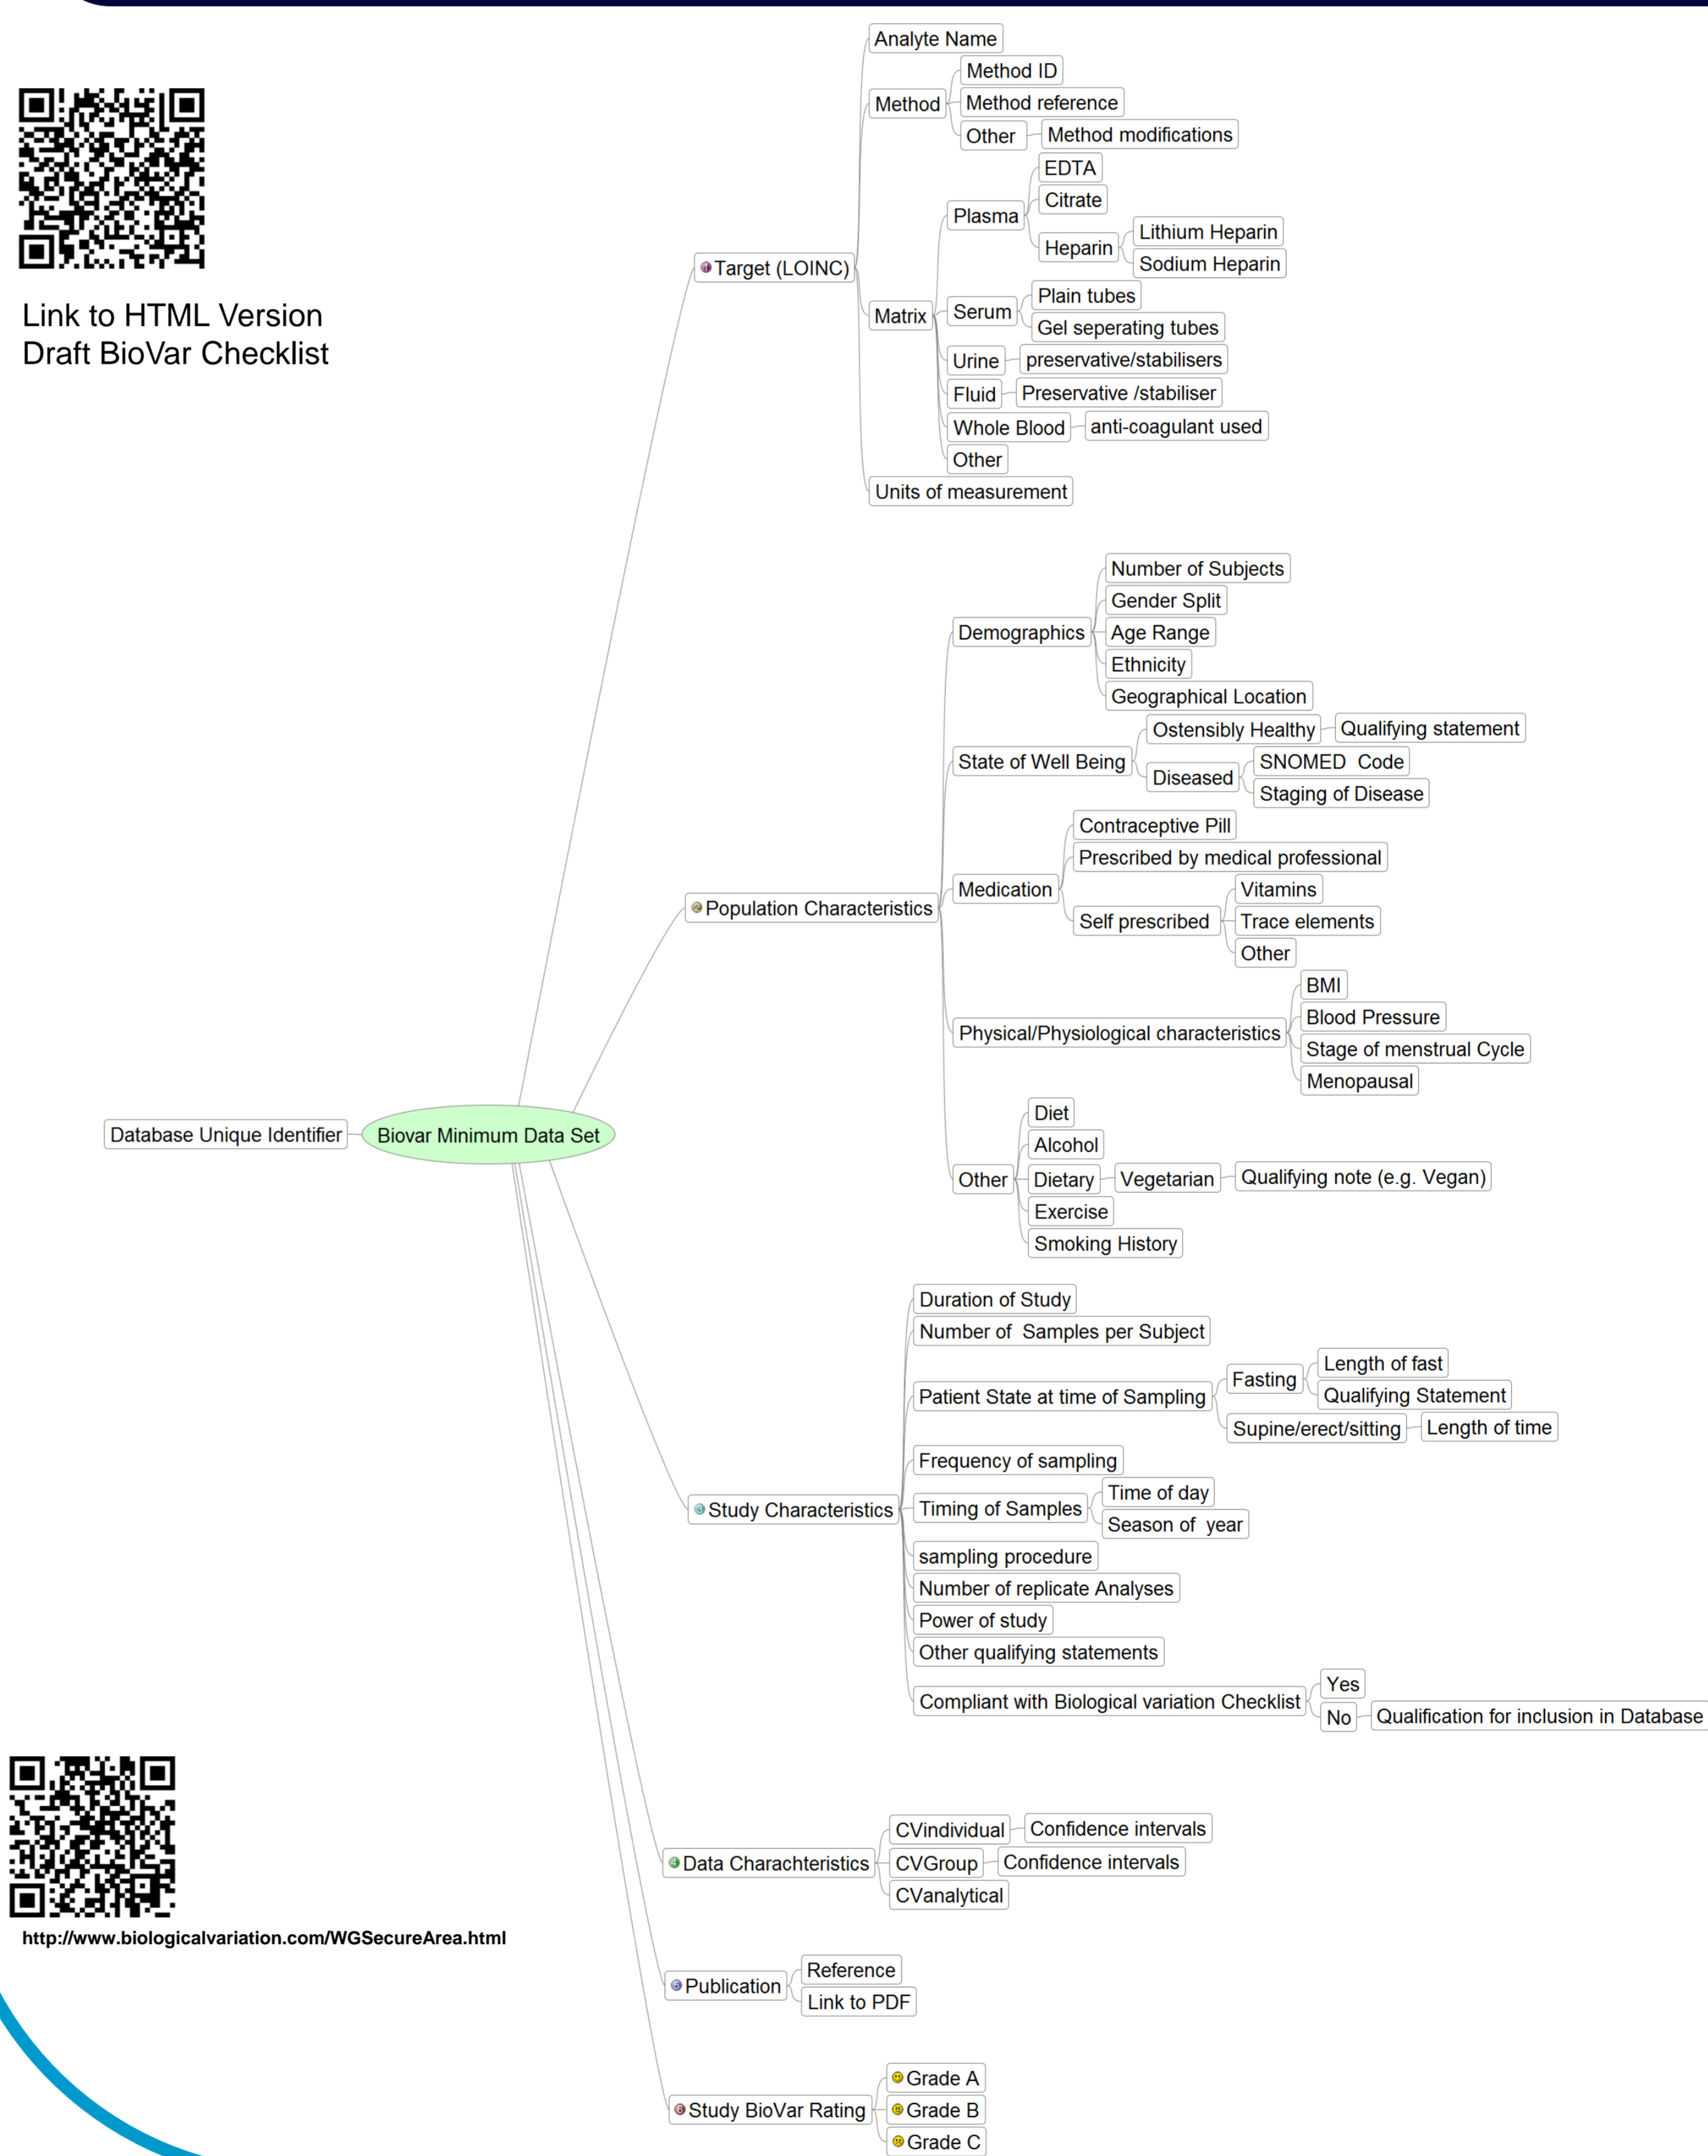 Link to HTML Version
Draft BioVar Checklist
Database Unique Identifier
Biovar Minimum Data Set
Target (LOINC)
Analyte Name
Method
Method ID
Method reference
Other
Method modifications
Matrix
Plasma
EDTA
Citrate
Heparin
Lithium Heparin
Sodium Heparin
Serum
Plain tubes
Gel seperating tubes
Urine
preservative/stabilisers
Fluid
Preservative /stabiliser
Whole Blood
anti-coagulant used
Other
Units of measurement
Population Characteristics
Demographics
Number of Subjects
Gender Split
Age Range
Ethnicity
Geographical Location
State of Well Being
Ostensibly Healthy
Qualifying statement
Diseased
SNOMED Code
Staging of Disease
Medication
Contraceptive Pill
Prescribed by medical professional
Self prescribed
Vitamins
Trace elements
Other
Physical/Physiological characteristics
BMI
Blood Pressure
Stage of menstrual Cycle
Menopausal
Other
Diet
Alcohol
Dietary
Vegetarian
Qualifying note (e.g. Vegan)
Exercise
Smoking History
Study Characteristics
Duration of Study
Number of Samples per Subject
Patient State at time of Sampling
Fasting
Length of fast
Qualifying Statement
Supine/erect/sitting
Length of time
Frequency of sampling
Timing of Samples
Time of day
Season of year
sampling procedure
Number of replicate Analyses
Power of study
Other qualifying statements
Compliant with Biological variation Checklist
Yes
No
Qualification for inclusion in Database
Data Charachteristics
CVindividual
Confidence intervals
CVGroup
Confidence intervals
CVanalytical
Publication
Reference
Link to PDF
Study BioVar Rating
Grade A
Grade B
Grade C
http://www.biologicalvariation.com/WGSecureArea.html